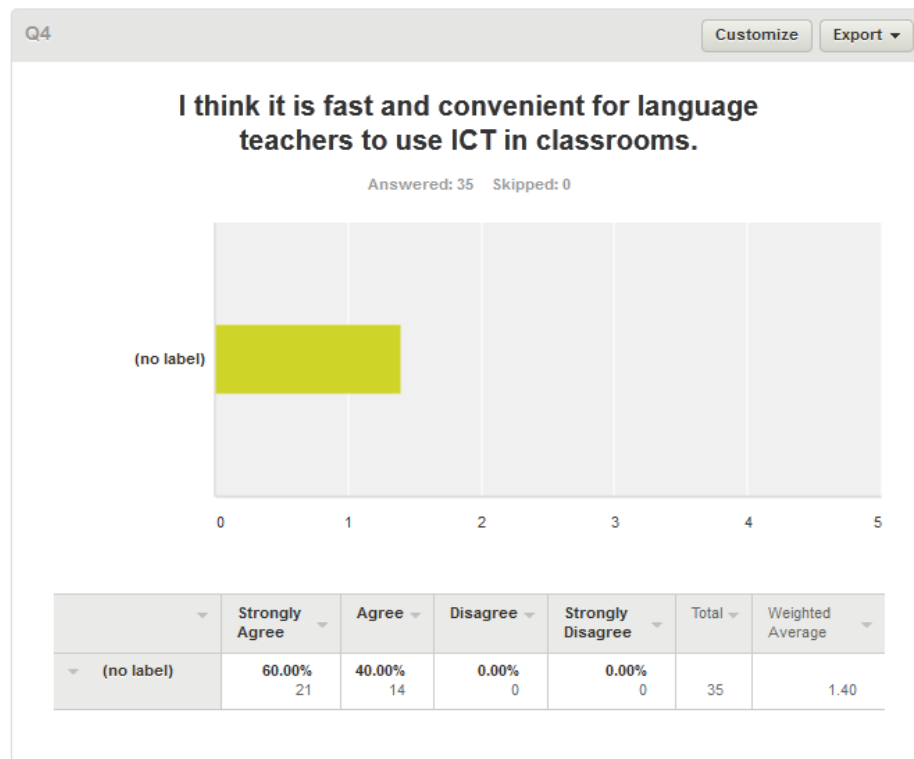 Q4
Customize
Export
I think it is fast and convenient for language
teachers to use ICT in classrooms.
Answered: 35 Skipped: 0
(no label)
0 1 2 3 4 5
Strongly Agree Agree Disagree Strongly Disagree Total Weighted Average
(no label) 60.00% 40.00% 0.00% 0.00%
21 14 0 0 35 1.40